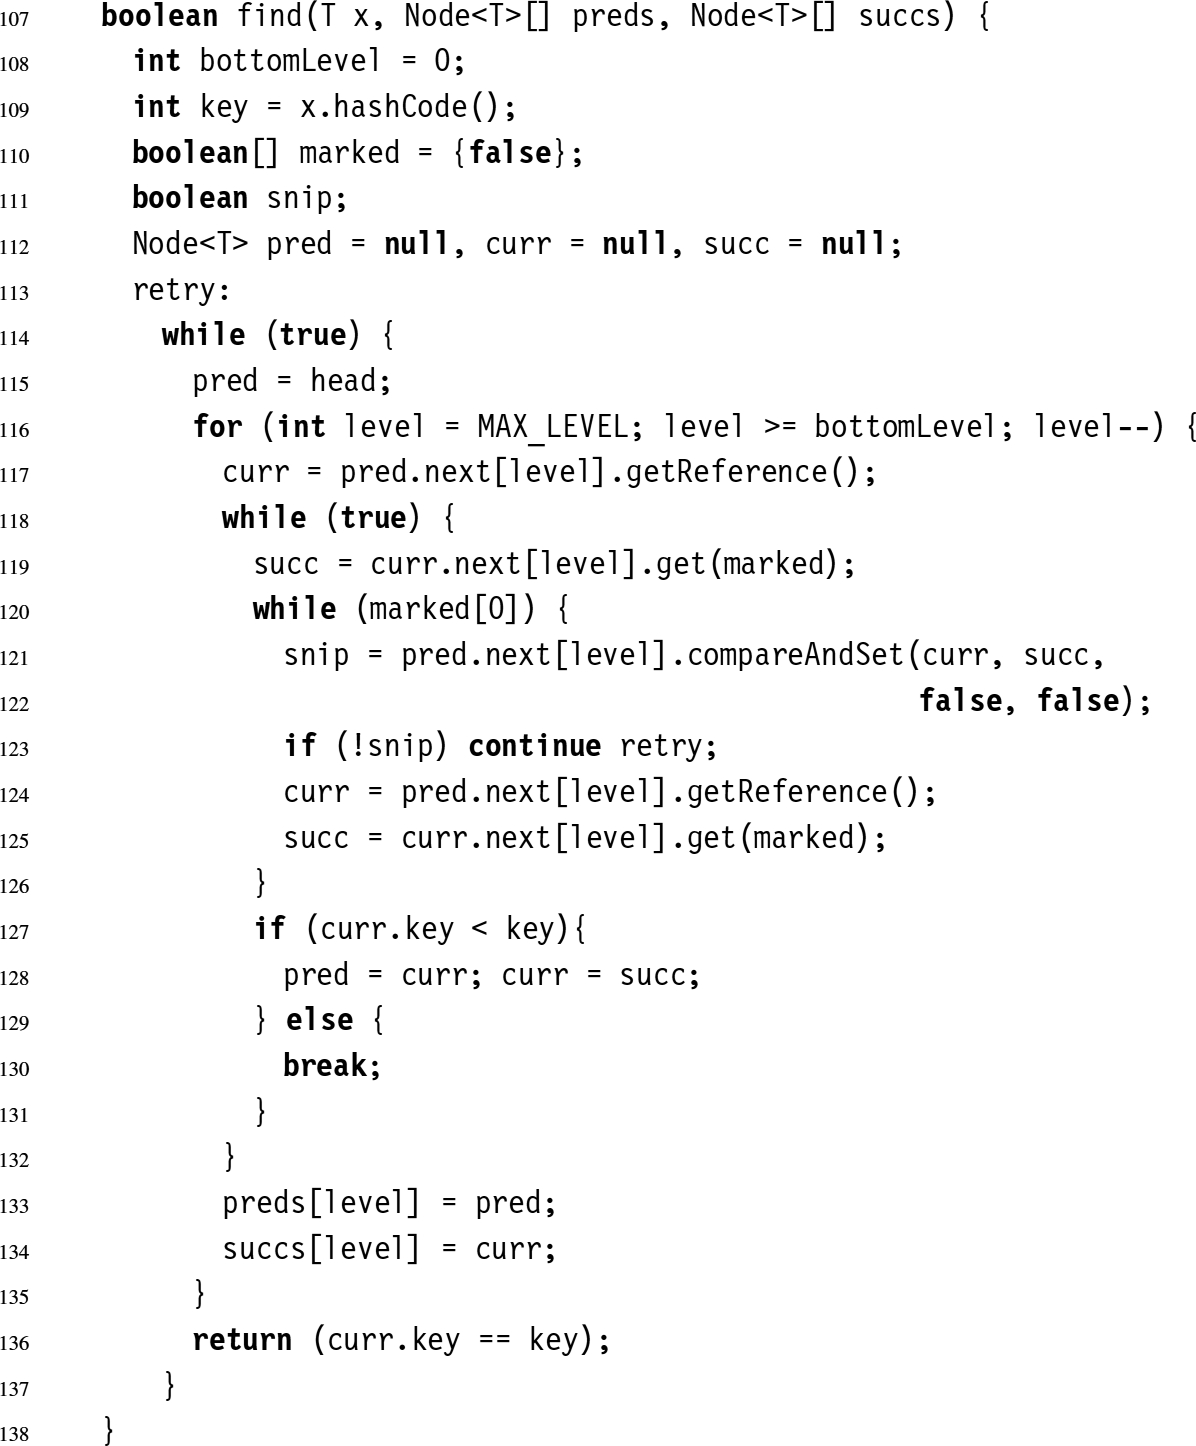 107 boolean find(T x, Node<T>[] preds, Node<T>[] succs) {
108 int bottomLevel = 0;
109 int key = x.hashCode();
110 boolean[] marked = {false};
111 boolean snip;
112 Node<T> pred = null, curr = null, succ = null;
113 retry:
114 while (true) {
115 pred = head;
116 for (int level = MAX_LEVEL; level >= bottomLevel; level--) {
117 curr = pred.next[level].getReference();
118 while (true) {
119 succ = curr.next[level].get(marked);
120 while (marked[0]) {
121 snip = pred.next[level].compareAndSet(curr, succ,
122 false, false);
123 if (!snip) continue retry;
124 curr = pred.next[level].getReference();
125 succ = curr.next[level].get(marked);
126 }
127 if (curr.key < key){
128 pred = curr; curr = succ;
129 } else {
130 break;
131 }
132 }
133 preds[level] = pred;
134 succs[level] = curr;
135 }
136 return (curr.key == key);
137 }
138 }